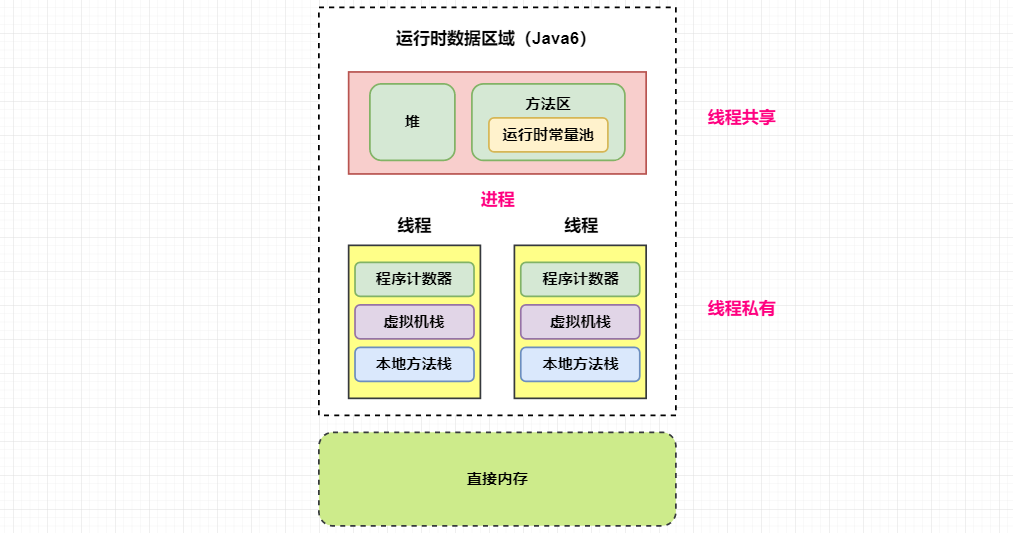 运行时数据区域（Java6）
堆
方法区
运行时常量池
线程共享
进程
线程
线程
程序计数器
虚拟机栈
本地方法栈
程序计数器
虚拟机栈
本地方法栈
线程私有
直接内存